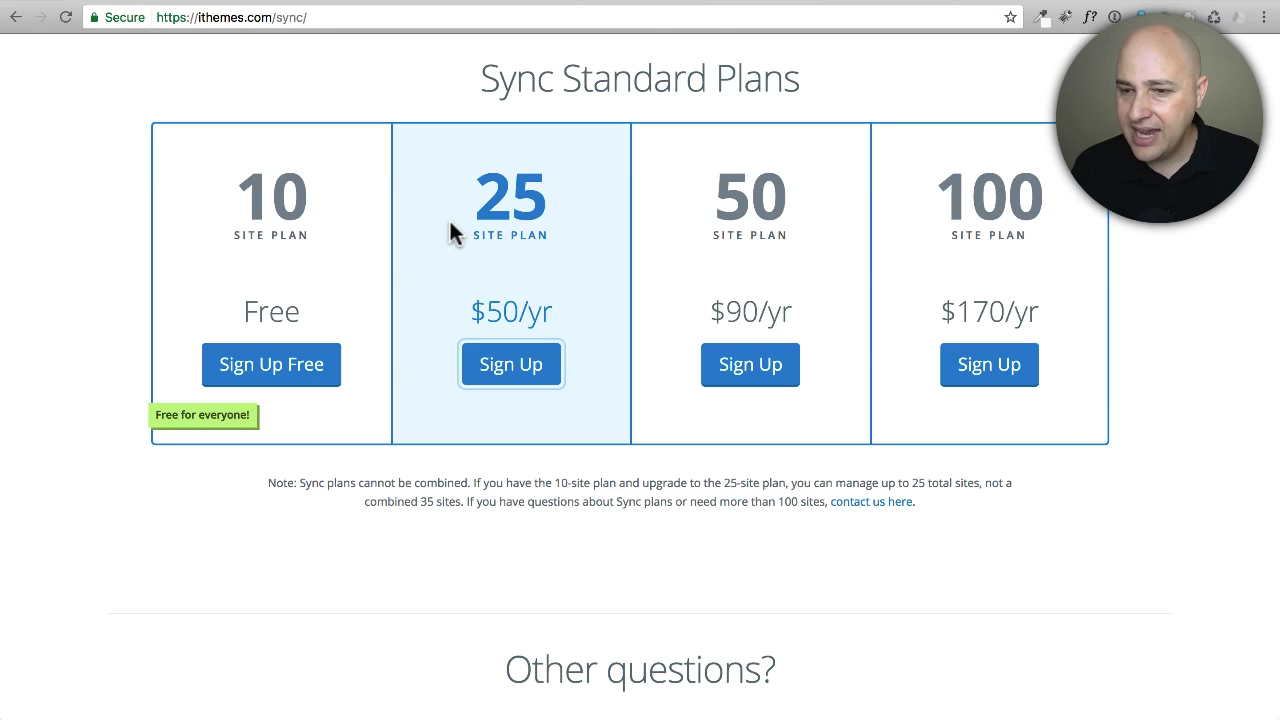 Secure https://ithemes.com/sync/
f?
Sync Standard Plans
10
SITE PLAN
Free
Sign Up Free
Free for everyone!
25
SITE PLAN
$50/yr
Sign Up
50
SITE PLAN
$90/yr
Sign Up
100
SITE PLAN
$170/yr
Sign Up
Note: Sync plans cannot be combined. If you have the 10-site plan and upgrade to the 25-site plan, you can manage up to 25 total sites, not a
combined 35 sites. If you have questions about Sync plans or need more than 100 sites, contact us here.
Other questions?